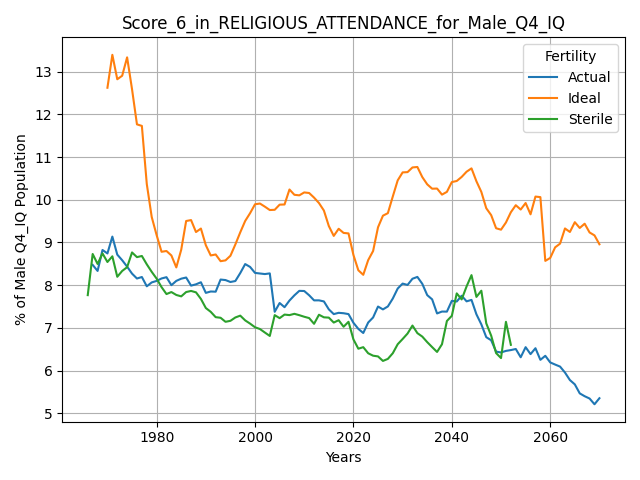 Score_6_in_RELIGIOUS_ATTENDANCE_for_Male_Q4_IQ
Fertility
Actual
Ideal
Sterile
% of Male Q4_IQ Population
13
12
11
10
9
8
7
6
5
1980 2000 2020 2040 2060
Years